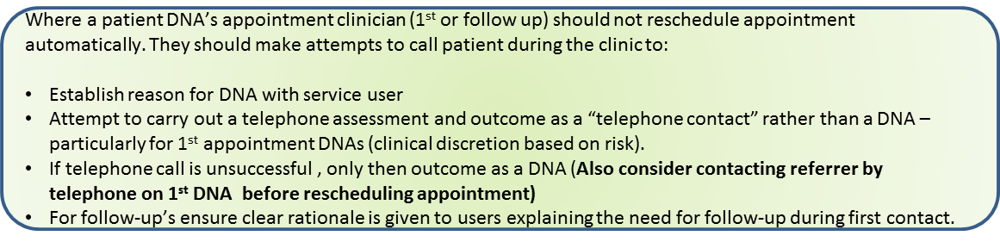 Where a patient DNA's appointment clinician (1st or follow up) should not reschedule appointment
automatically. They should make attempts to call patient during the clinic to:
• Establish reason for DNA with service user
• Attempt to carry out a telephone assessment and outcome as a “telephone contact” rather than a DNA –
particularly for 1st appointment DNAs (clinical discretion based on risk).
• If telephone call is unsuccessful , only then outcome as a DNA (Also consider contacting referrer by
telephone on 1st DNA  before rescheduling appointment)
• For follow-up's ensure clear rationale is given to users explaining the need for follow-up during first contact.